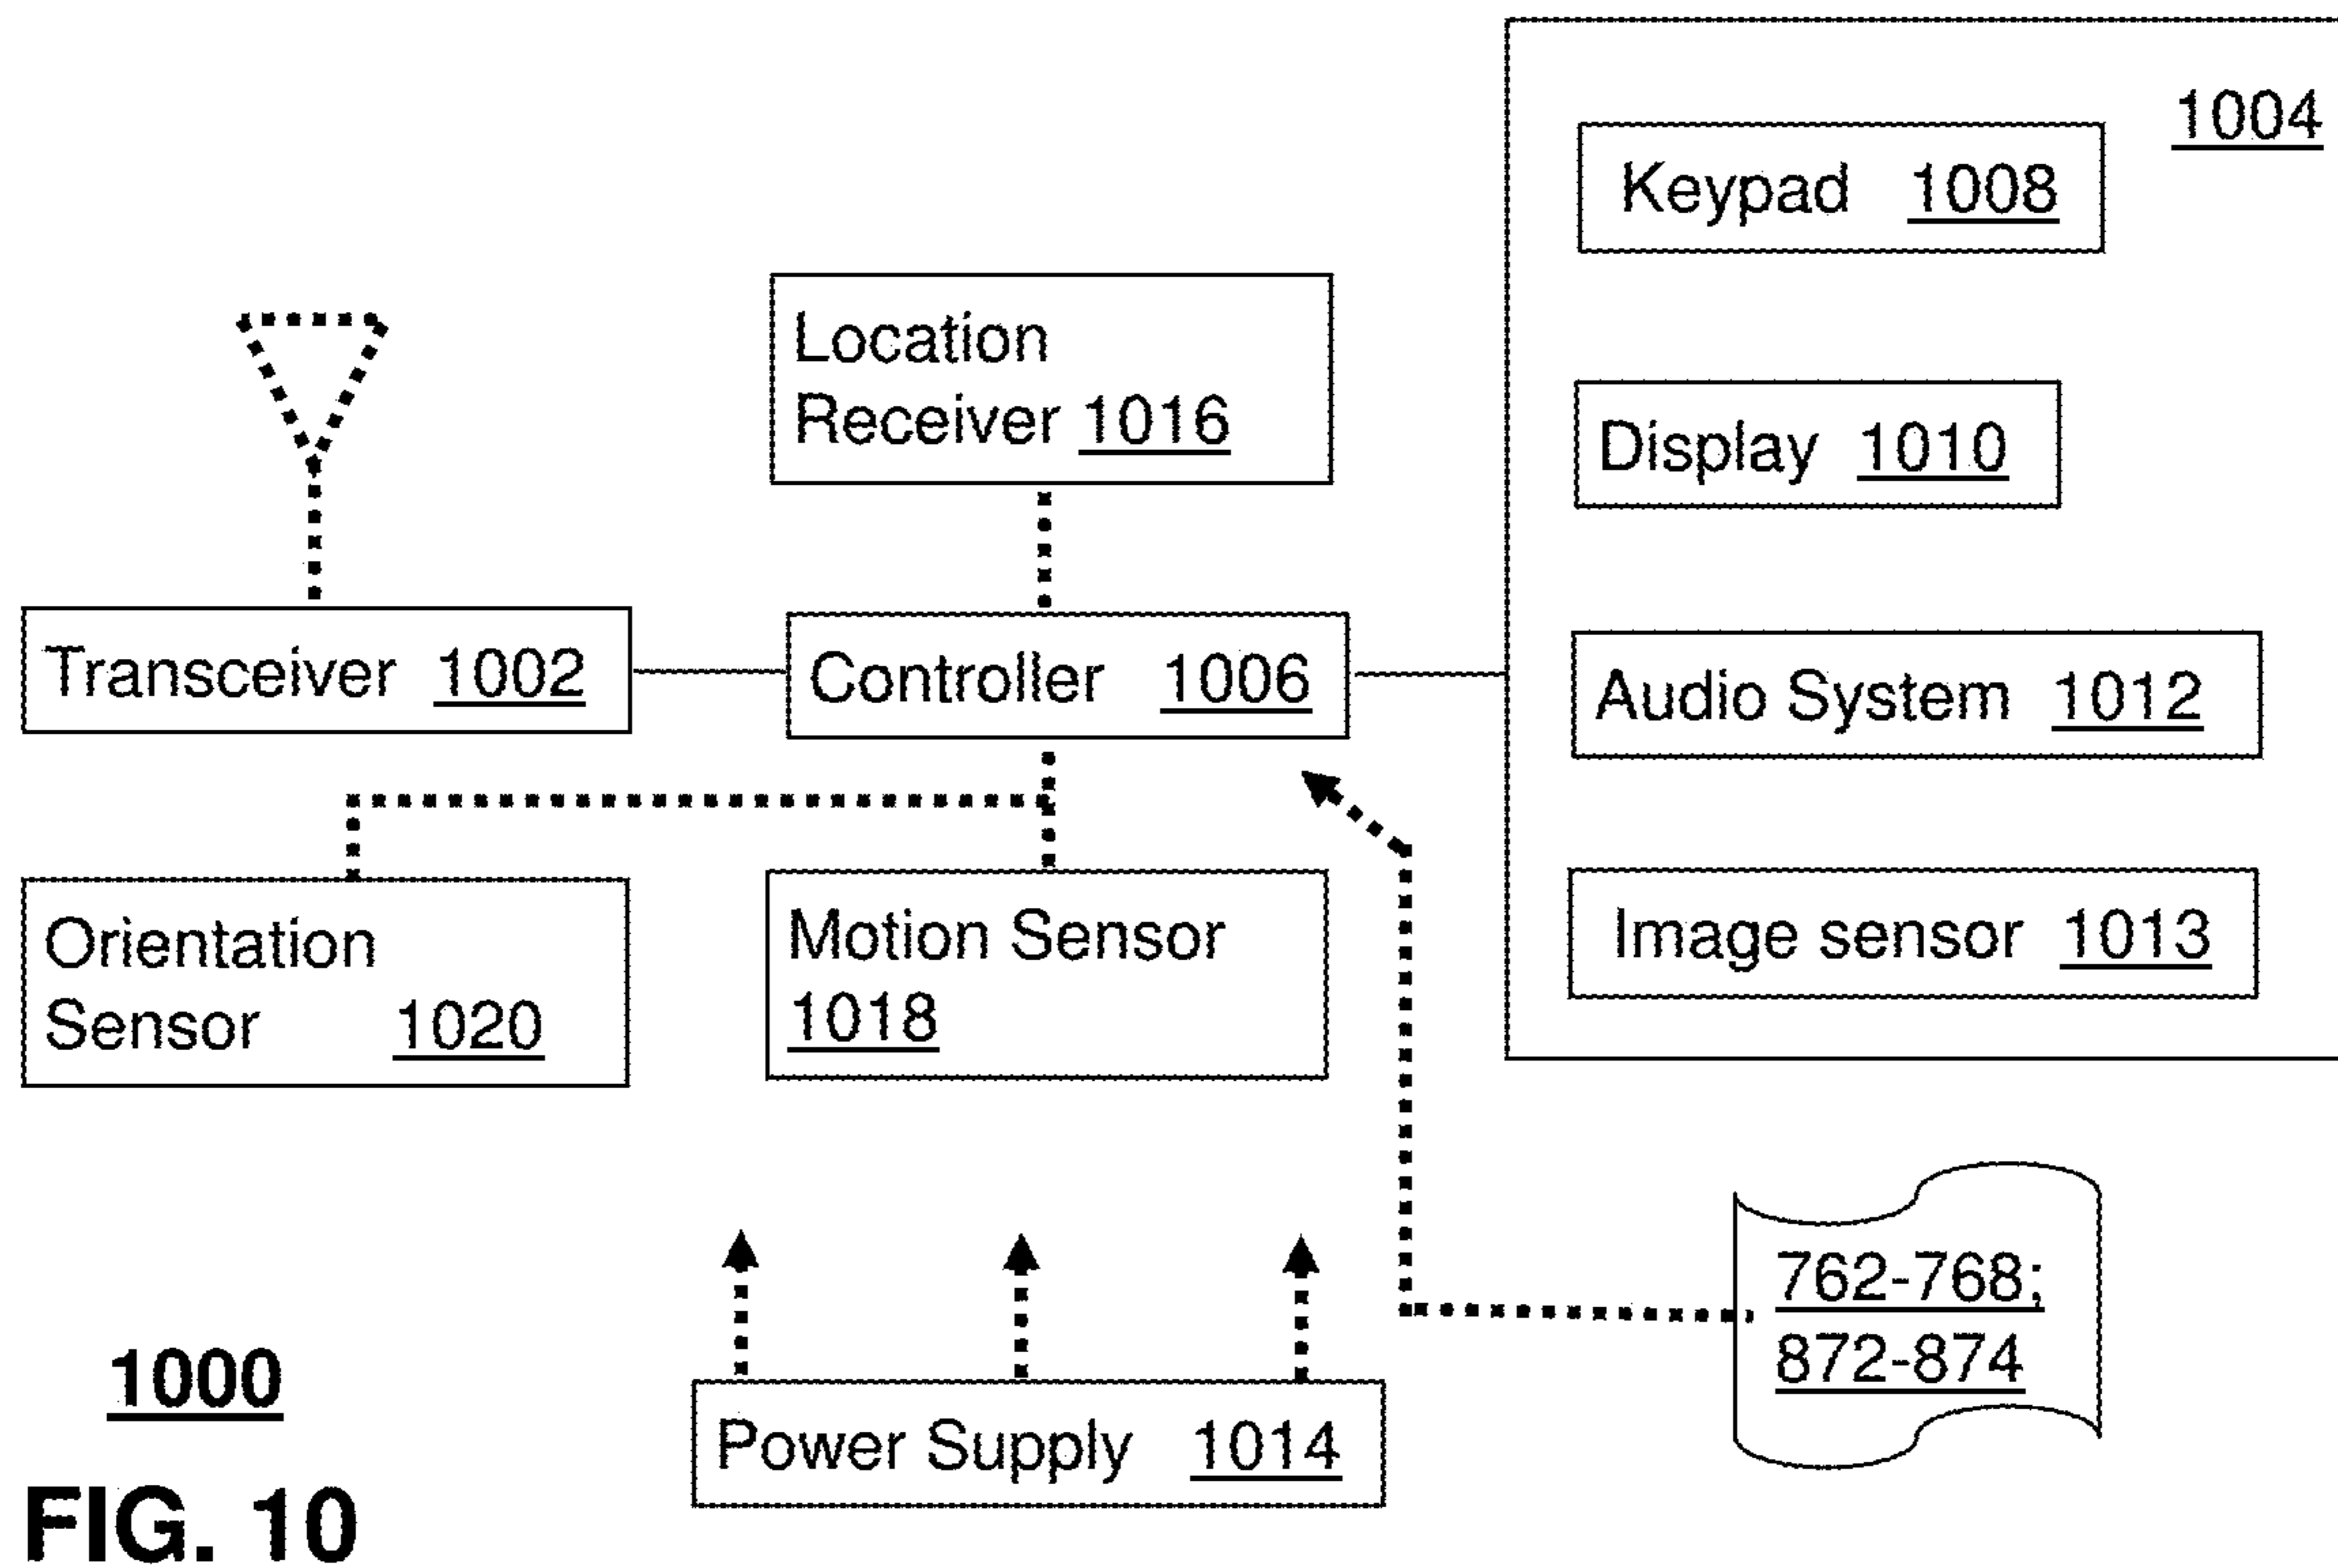 1004
Keypad 1008
Location
Receiver 1016
Display 1010
Transceiver 1002
Controller 1006
Audio System 1012
Orientation
Sensor 1020
Motion Sensor
1018
Image sensor 1013
762-768;
872-874
Power Supply 1014
1000
FIG. 10